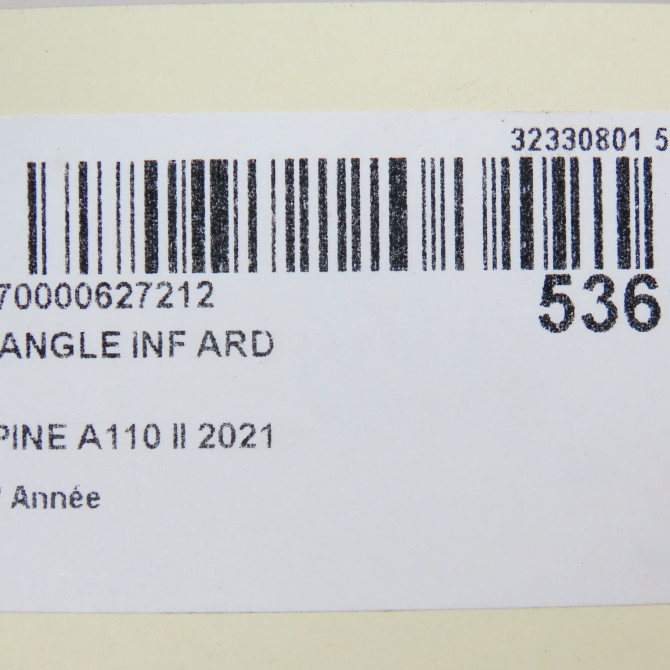 32330801 5
70000627212
536
ANGLE INF ARD
PINE A110 II 2021
Année